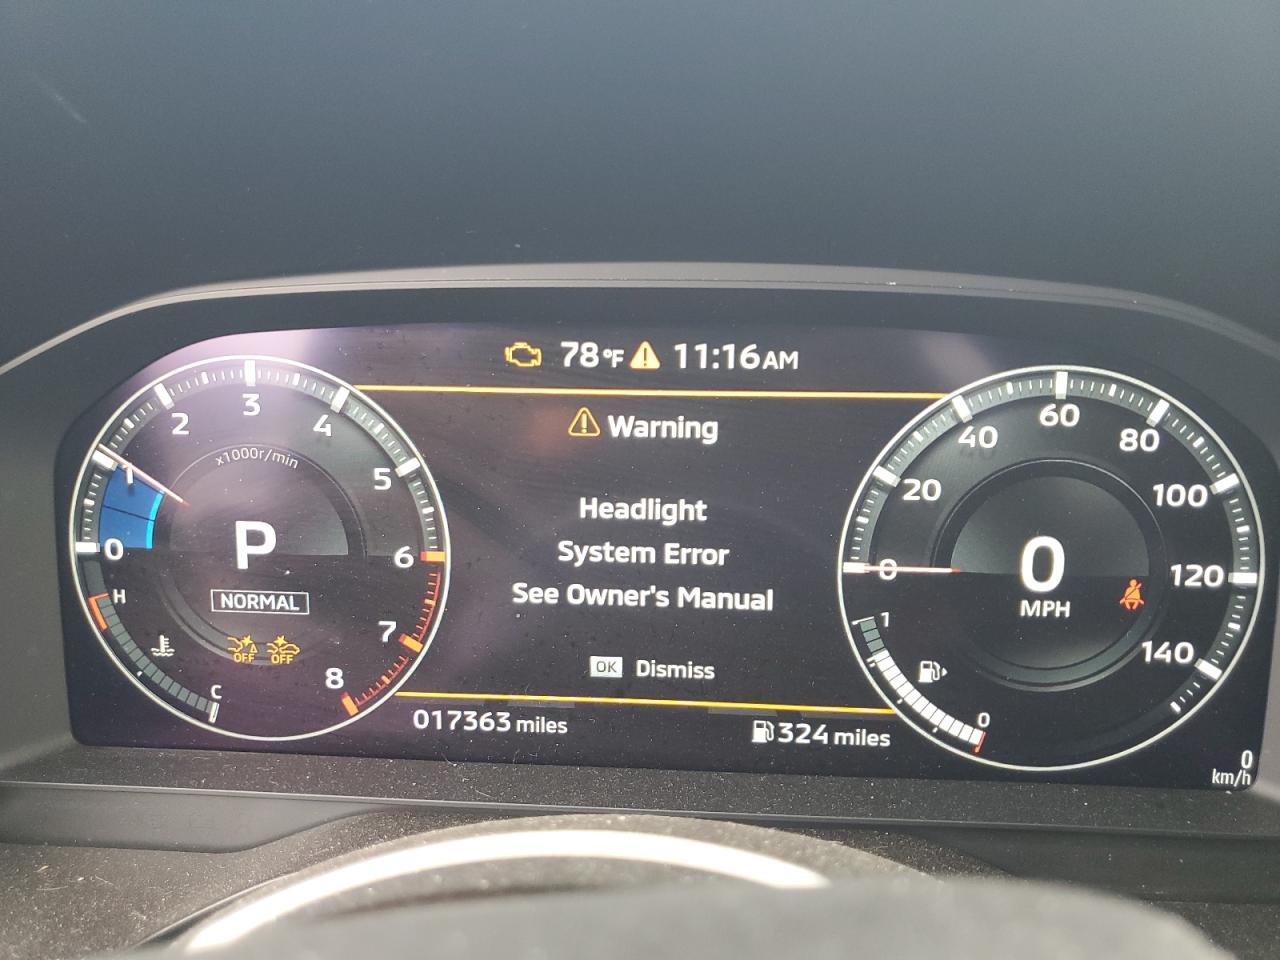 78°F 11:16AM
Warning
Headlight
System Error
See Owner's Manual
OK Dismiss
017363 miles
324 miles
0
1
2
3
4
5
6
7
8
x1000r/min
P
NORMAL
H
C
OFF OFF
0
20
40
60
80
100
120
140
0
MPH
1
0
0
km/h